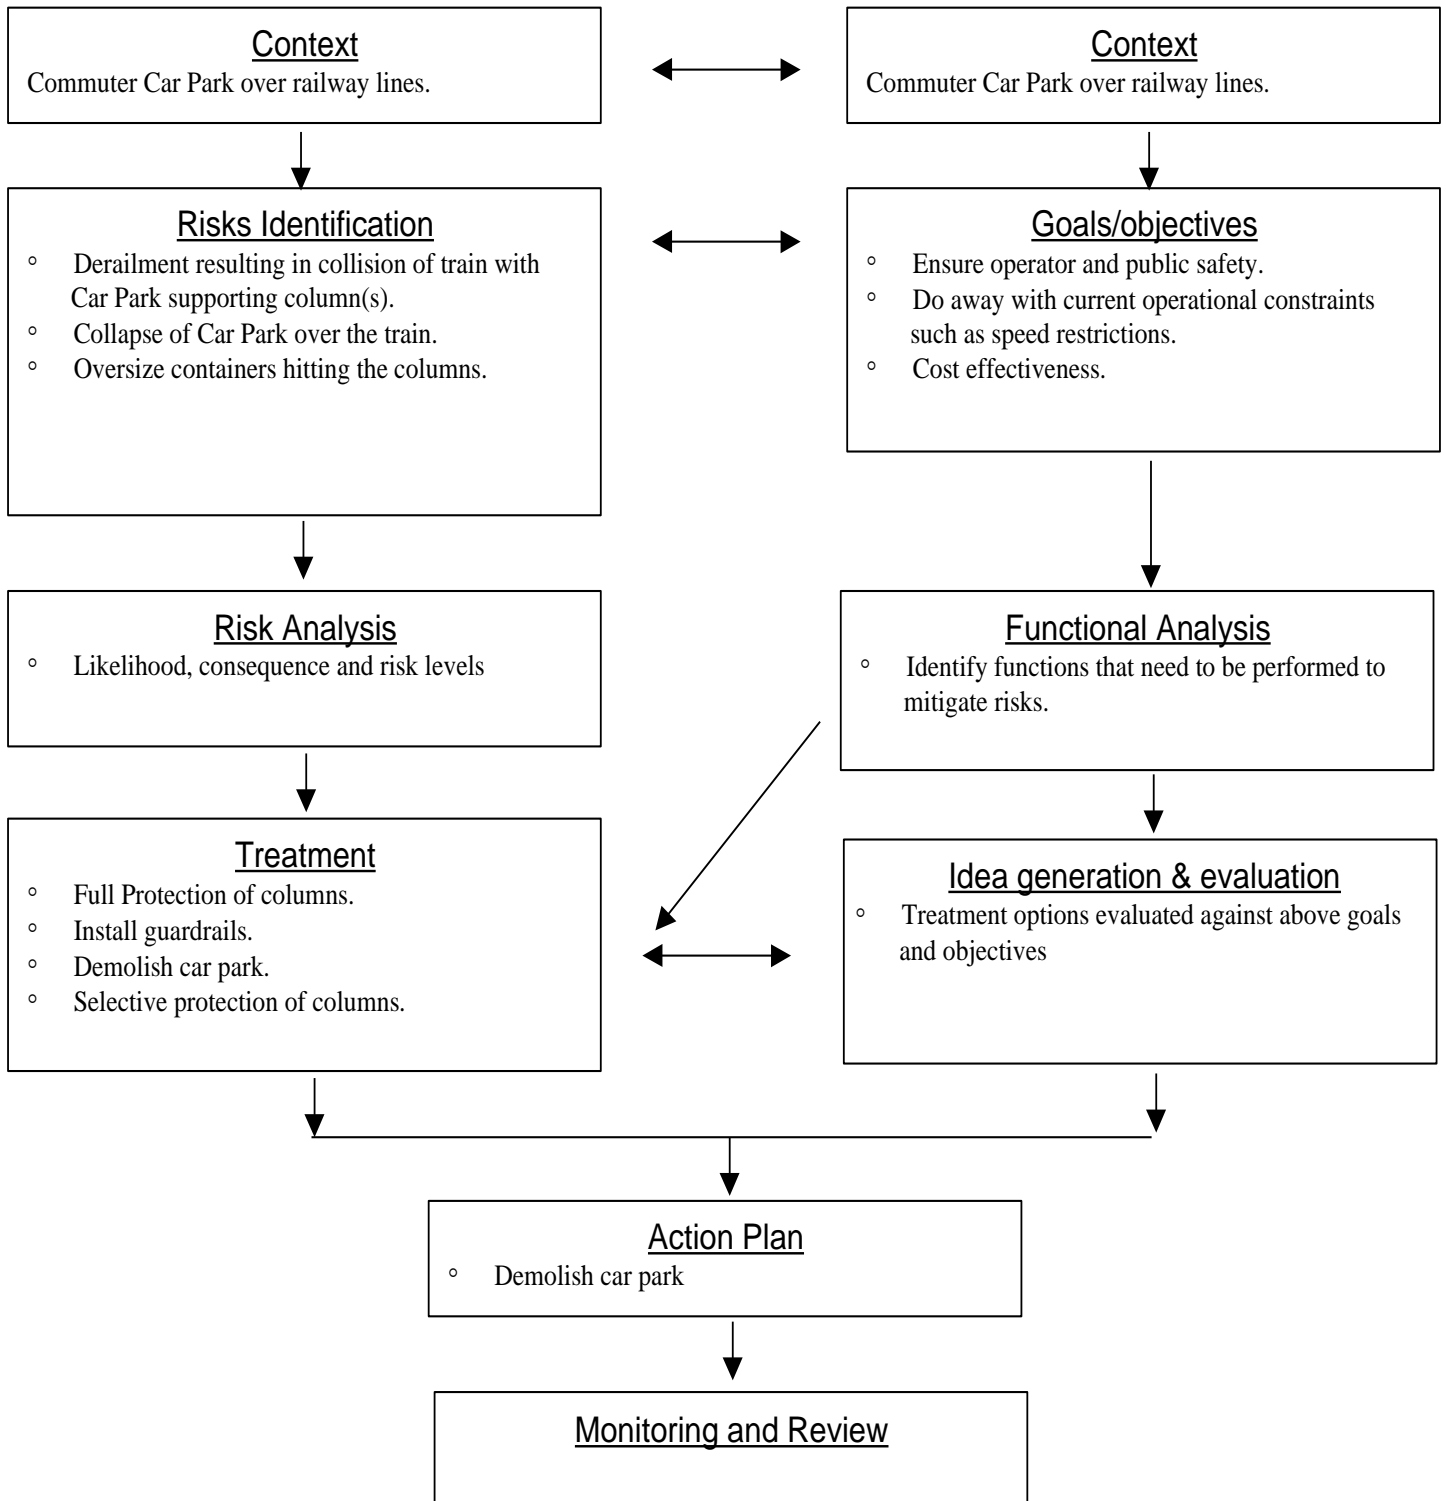 Context
Commuter Car Park over railway lines.
Context
Commuter Car Park over railway lines.
Risks Identification
° Derailment resulting in collision of train with
Car Park supporting column(s).
° Collapse of Car Park over the train.
° Oversize containers hitting the columns.
Goals/objectives
° Ensure operator and public safety.
° Do away with current operational constraints
such as speed restrictions.
° Cost effectiveness.
Risk Analysis
° Likelihood, consequence and risk levels
Functional Analysis
° Identify functions that need to be performed to
mitigate risks.
Treatment
° Full Protection of columns.
° Install guardrails.
° Demolish car park.
° Selective protection of columns.
Idea generation & evaluation
° Treatment options evaluated against above goals
and objectives
Action Plan
° Demolish car park
Monitoring and Review